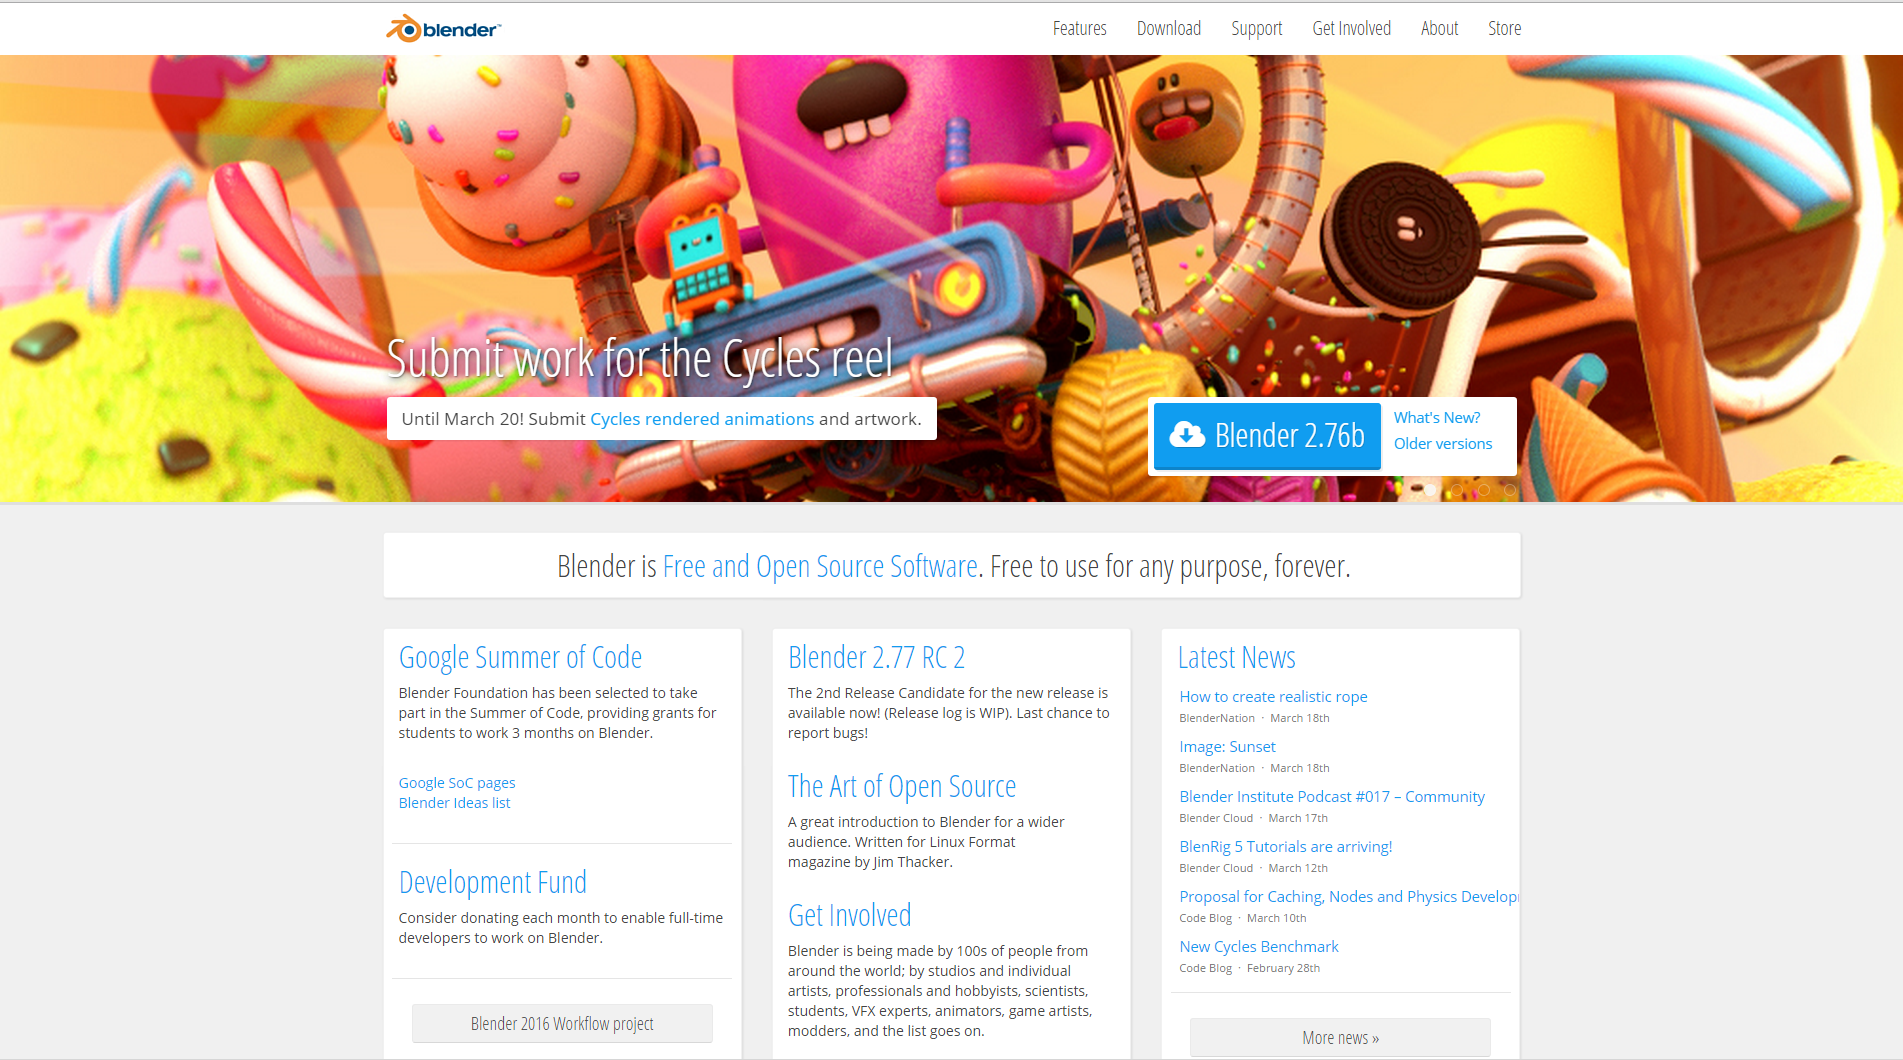 blender™
Features
Download
Support
Get Involved
About
Store
Submit work for the Cycles reel
Until March 20! Submit Cycles rendered animations and artwork.
Blender 2.76b
What's New?
Older versions
Blender is Free and Open Source Software. Free to use for any purpose, forever.
Google Summer of Code
Blender Foundation has been selected to take
part in the Summer of Code, providing grants for
students to work 3 months on Blender.
Google SoC pages
Blender Ideas list
Development Fund
Consider donating each month to enable full-time
developers to work on Blender.
Blender 2016 Workflow project
Blender 2.77 RC 2
The 2nd Release Candidate for the new release is
available now! (Release log is WIP). Last chance to
report bugs!
The Art of Open Source
A great introduction to Blender for a wider
audience. Written for Linux Format
magazine by Jim Thacker.
Get Involved
Blender is being made by 100s of people from
around the world; by studios and individual
artists, professionals and hobbyists, scientists,
students, VFX experts, animators, game artists,
modders, and the list goes on.
Latest News
How to create realistic rope
BlenderNation · March 18th
Image: Sunset
BlenderNation · March 18th
Blender Institute Podcast #017 – Community
Blender Cloud · March 17th
BlenRig 5 Tutorials are arriving!
Blender Cloud · March 12th
Proposal for Caching, Nodes and Physics Develop
Code Blog · March 10th
New Cycles Benchmark
Code Blog · February 28th
More news »